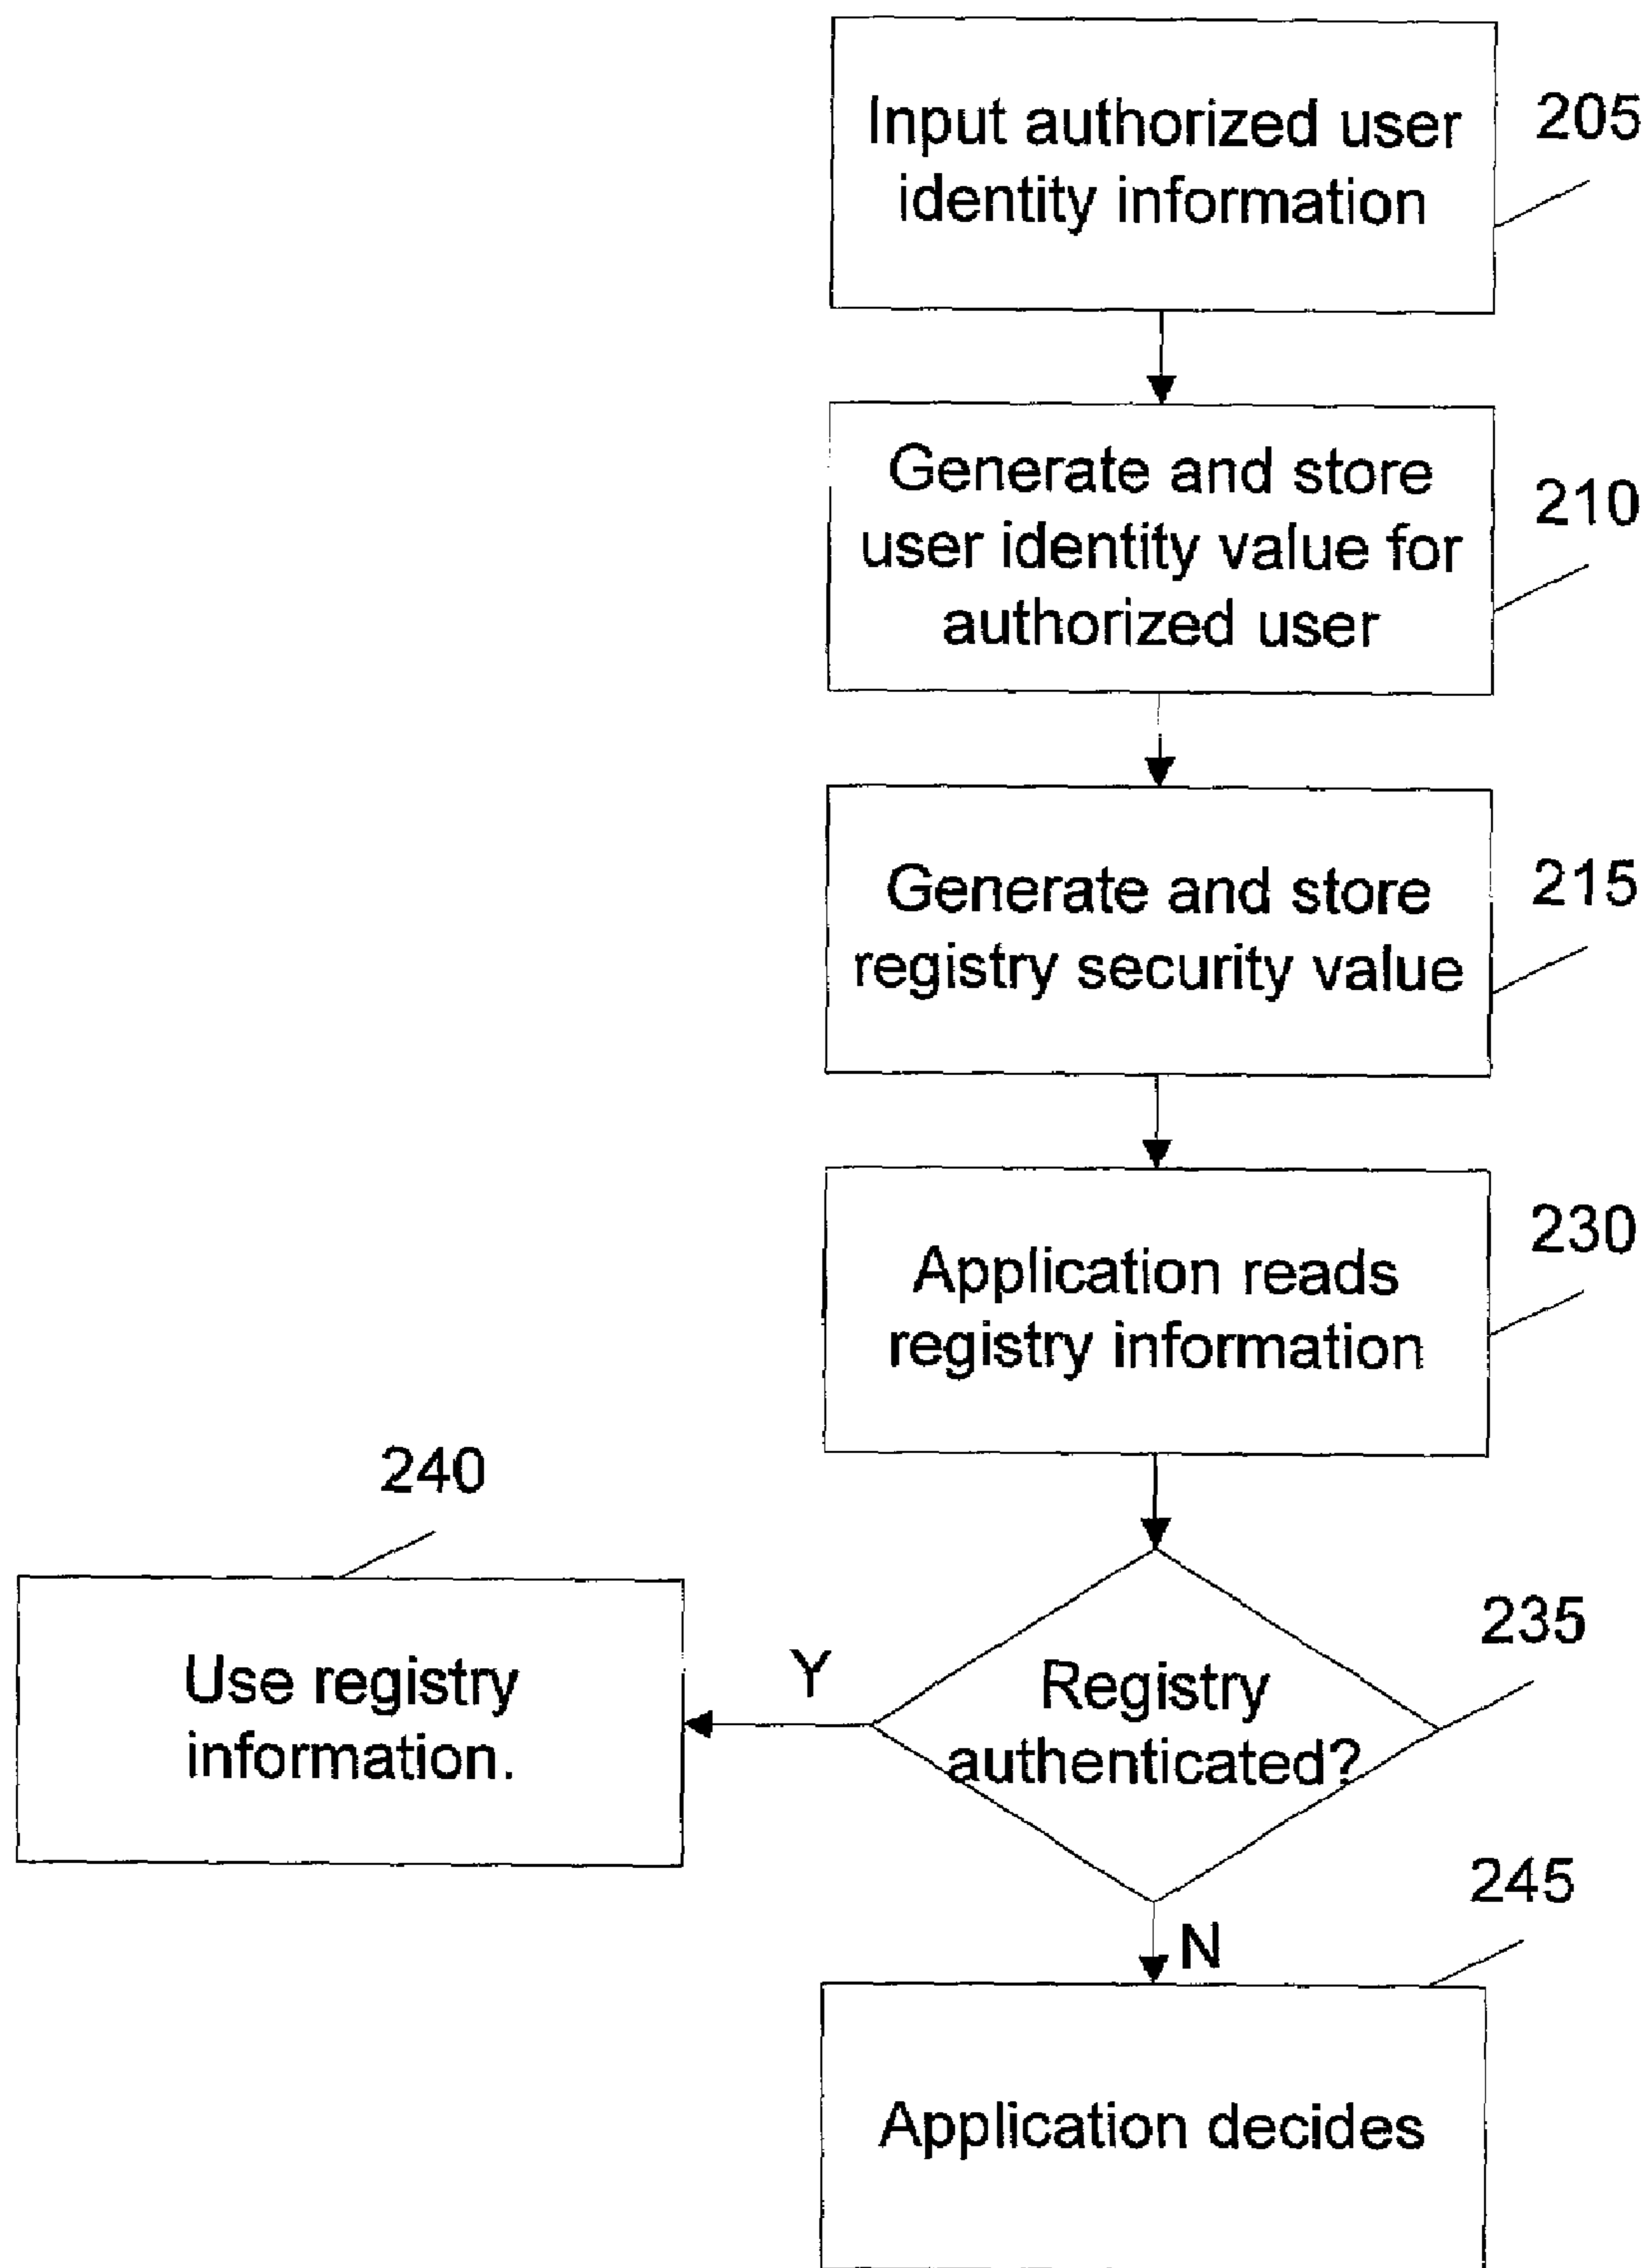 Input authorized user
identity information
205
Generate and store
user identity value for
authorized user
210
Generate and store
registry security value
215
Application reads
registry information
230
240
Use registry
information.
Y
Registry
authenticated?
235
N
245
Application decides